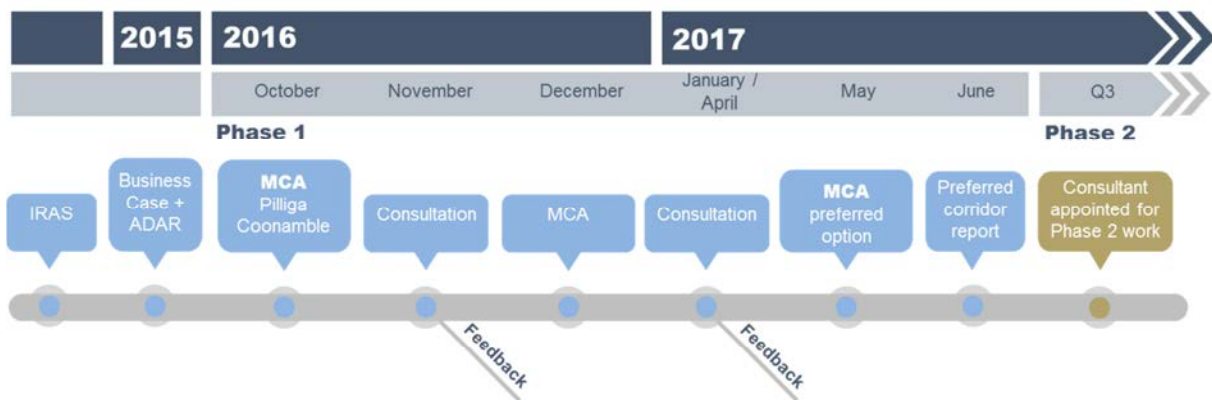 2015
2016
2017
October
November
December
January /
April
May
June
Q3
Phase 1
Phase 2
IRAS
Business
Case +
ADAR
MCA
Pilliga
Coonamble
Consultation
MCA
Consultation
MCA
preferred
option
Preferred
corridor
report
Consultant
appointed for
Phase 2 work
Feedback
Feedback